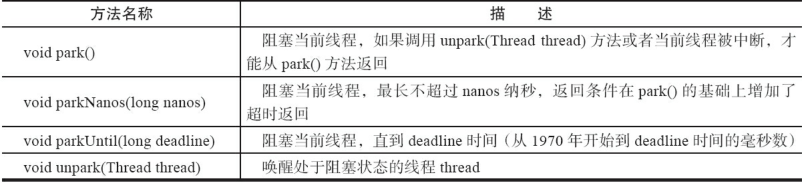 方法名称 描 述
void park() 阻塞当前线程，如果调用 unpark(Thread thread) 方法或者当前线程被中断，才
能从 park() 方法返回
void parkNanos(long nanos) 阻塞当前线程，最长不超过 nanos 纳秒，返回条件在 park() 的基础上增加了
超时返回
void parkUntil(long deadline) 阻塞当前线程，直到 deadline 时间（从 1970 年开始到 deadline 时间的毫秒数）
void unpark(Thread thread) 唤醒处于阻塞状态的线程 thread